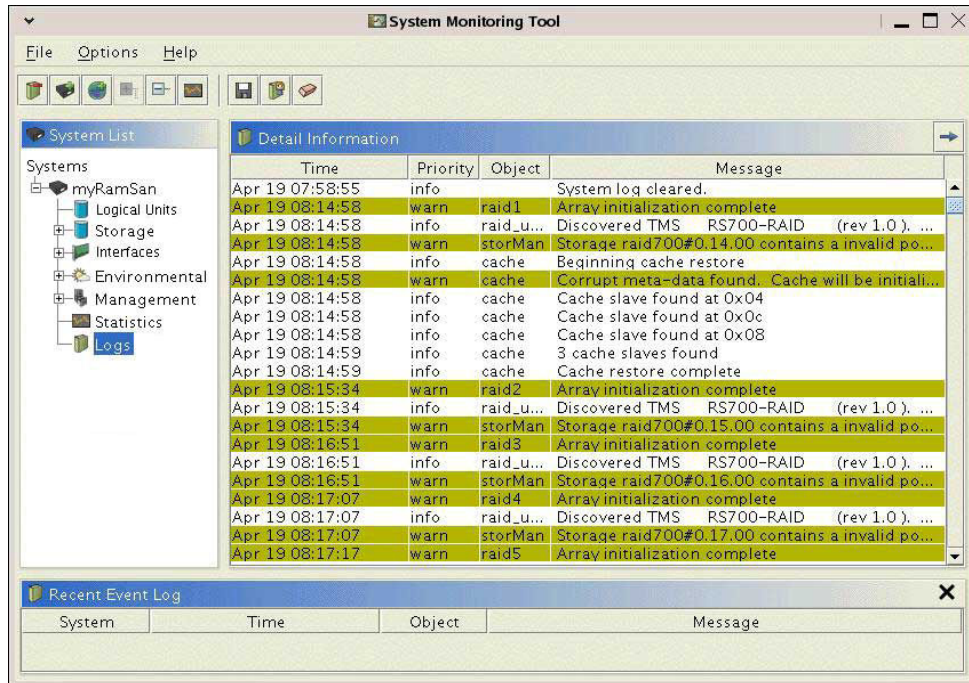 System Monitoring Tool
File Options Help
System List
Systems
myRamSan
Logical Units
Storage
Interfaces
Environmental
Management
Statistics
Logs
Detail Information
Time Priority Object Message
Apr 19 07:58:55 info System log cleared.
Apr 19 08:14:58 warn raid1 Array initialization complete
Apr 19 08:14:58 info raid_u... Discovered TMS RS700-RAID (rev 1.0 ). ...
Apr 19 08:14:58 warn storMan Storage raid700#0.14.00 contains a invalid po...
Apr 19 08:14:58 info cache Beginning cache restore
Apr 19 08:14:58 warn cache Corrupt meta-data found. Cache will be initiali...
Apr 19 08:14:58 info cache Cache slave found at 0x04
Apr 19 08:14:58 info cache Cache slave found at 0x0c
Apr 19 08:14:58 info cache Cache slave found at 0x08
Apr 19 08:14:59 info cache 3 cache slaves found
Apr 19 08:14:59 info cache Cache restore complete
Apr 19 08:15:34 warn raid2 Array initialization complete
Apr 19 08:15:34 info raid_u... Discovered TMS RS700-RAID (rev 1.0 ). ...
Apr 19 08:15:34 warn storMan Storage raid700#0.15.00 contains a invalid po...
Apr 19 08:16:51 warn raid3 Array initialization complete
Apr 19 08:16:51 info raid_u... Discovered TMS RS700-RAID (rev 1.0 ). ...
Apr 19 08:16:51 warn storMan Storage raid700#0.16.00 contains a invalid po...
Apr 19 08:17:07 warn raid4 Array initialization complete
Apr 19 08:17:07 info raid_u... Discovered TMS RS700-RAID (rev 1.0 ). ...
Apr 19 08:17:07 warn storMan Storage raid700#0.17.00 contains a invalid po...
Apr 19 08:17:17 warn raid5 Array initialization complete
Recent Event Log
System Time Object Message